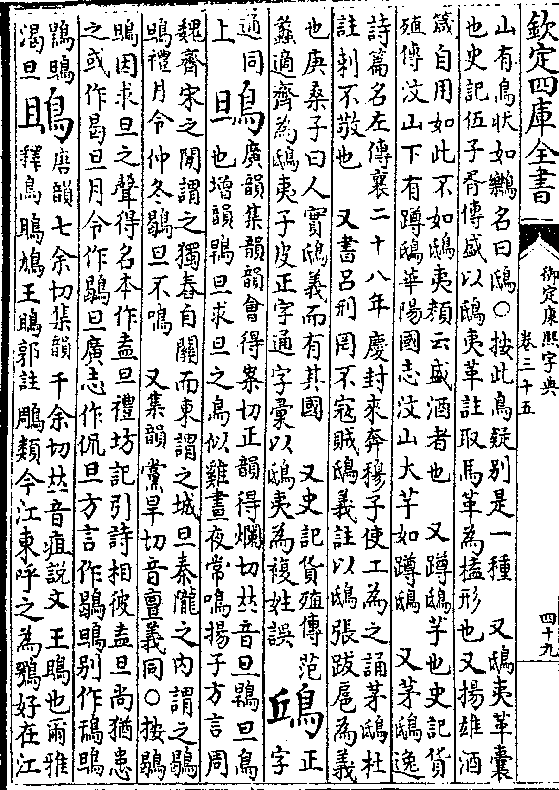 欽定四庫全書
御定康熙字典
卷三十五
四十九
山有鳥狀如鸓名曰鴟○按此鳥疑別是一種 又鴟夷革囊
也史記伍子胥傳盛以鴟夷革註取馬革為榼形也又揚雄酒
箴自用如此不如鴟夷顏云盛酒者也 又蹲鴟芋也史記貨
殖傳汶山下有蹲鴟華陽國志汶山大芋如蹲鴟 又茅鴟逸
詩篇名左傳襄二十八年慶封來奔穆子使工為之誦茅鴟杜
註刺不敬也 又書呂刑罔不寇賊鴟義註以鴟張跋扈為義
也庚桑子曰人實鴟義而有其國 又史記貨殖傳范
蠡適齊為鴟夷子皮正字通字彙以鴟夷為複姓誤
正
字
通同
上
鴠
廣韻集韻韻會得案切正韻得爛切𠀤音旦鶡旦鳥
也增韻鶡旦求旦之鳥似雞晝夜常鳴揚子方言周
魏齊宋之閒謂之獨舂自關而東謂之城旦秦隴之內謂之鶡
鴠禮月令仲冬鶡旦不鳴 又集韻黨旱切音亶義同○按鶡
鴠因求旦之聲得名本作盍旦禮坊記引詩相彼盍旦尚猶患
之或作曷旦月令作鶡旦廣志作侃旦方言作鶡鴠別作鴠
鴠
渴旦
鴡
唐韻七余切集韻千余切𠀤音疽說文王鴡也爾雅
釋鳥鴡鳩王鴡郭註鵰類今江東呼之為鶚好在江